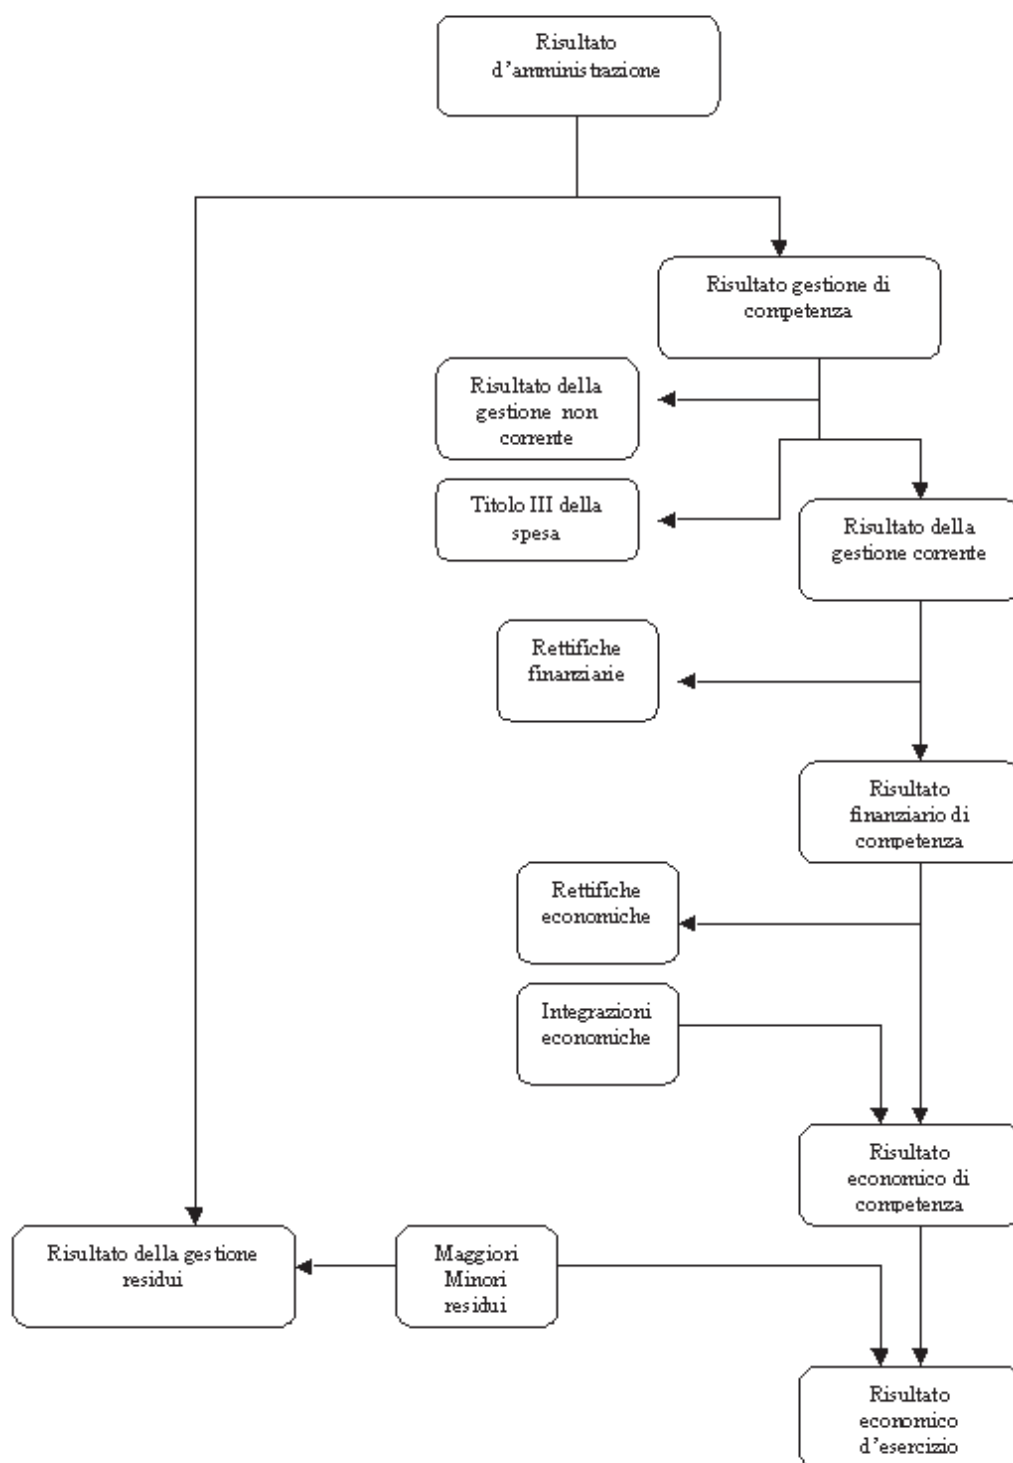 Risultato
d'amministrazione
Risultato gestione di
competenza
Risultato della
gestione non
corrente
Titolo III della
spesa
Risultato della
gestione corrente
Rettifiche
finanziarie
Risultato
finanziario di
competenza
Rettifiche
economiche
Integrazioni
economiche
Risultato
economico di
competenza
Risultato della gestione
residui
Maggiori
Minori
residui
Risultato
economico
d'esercizio